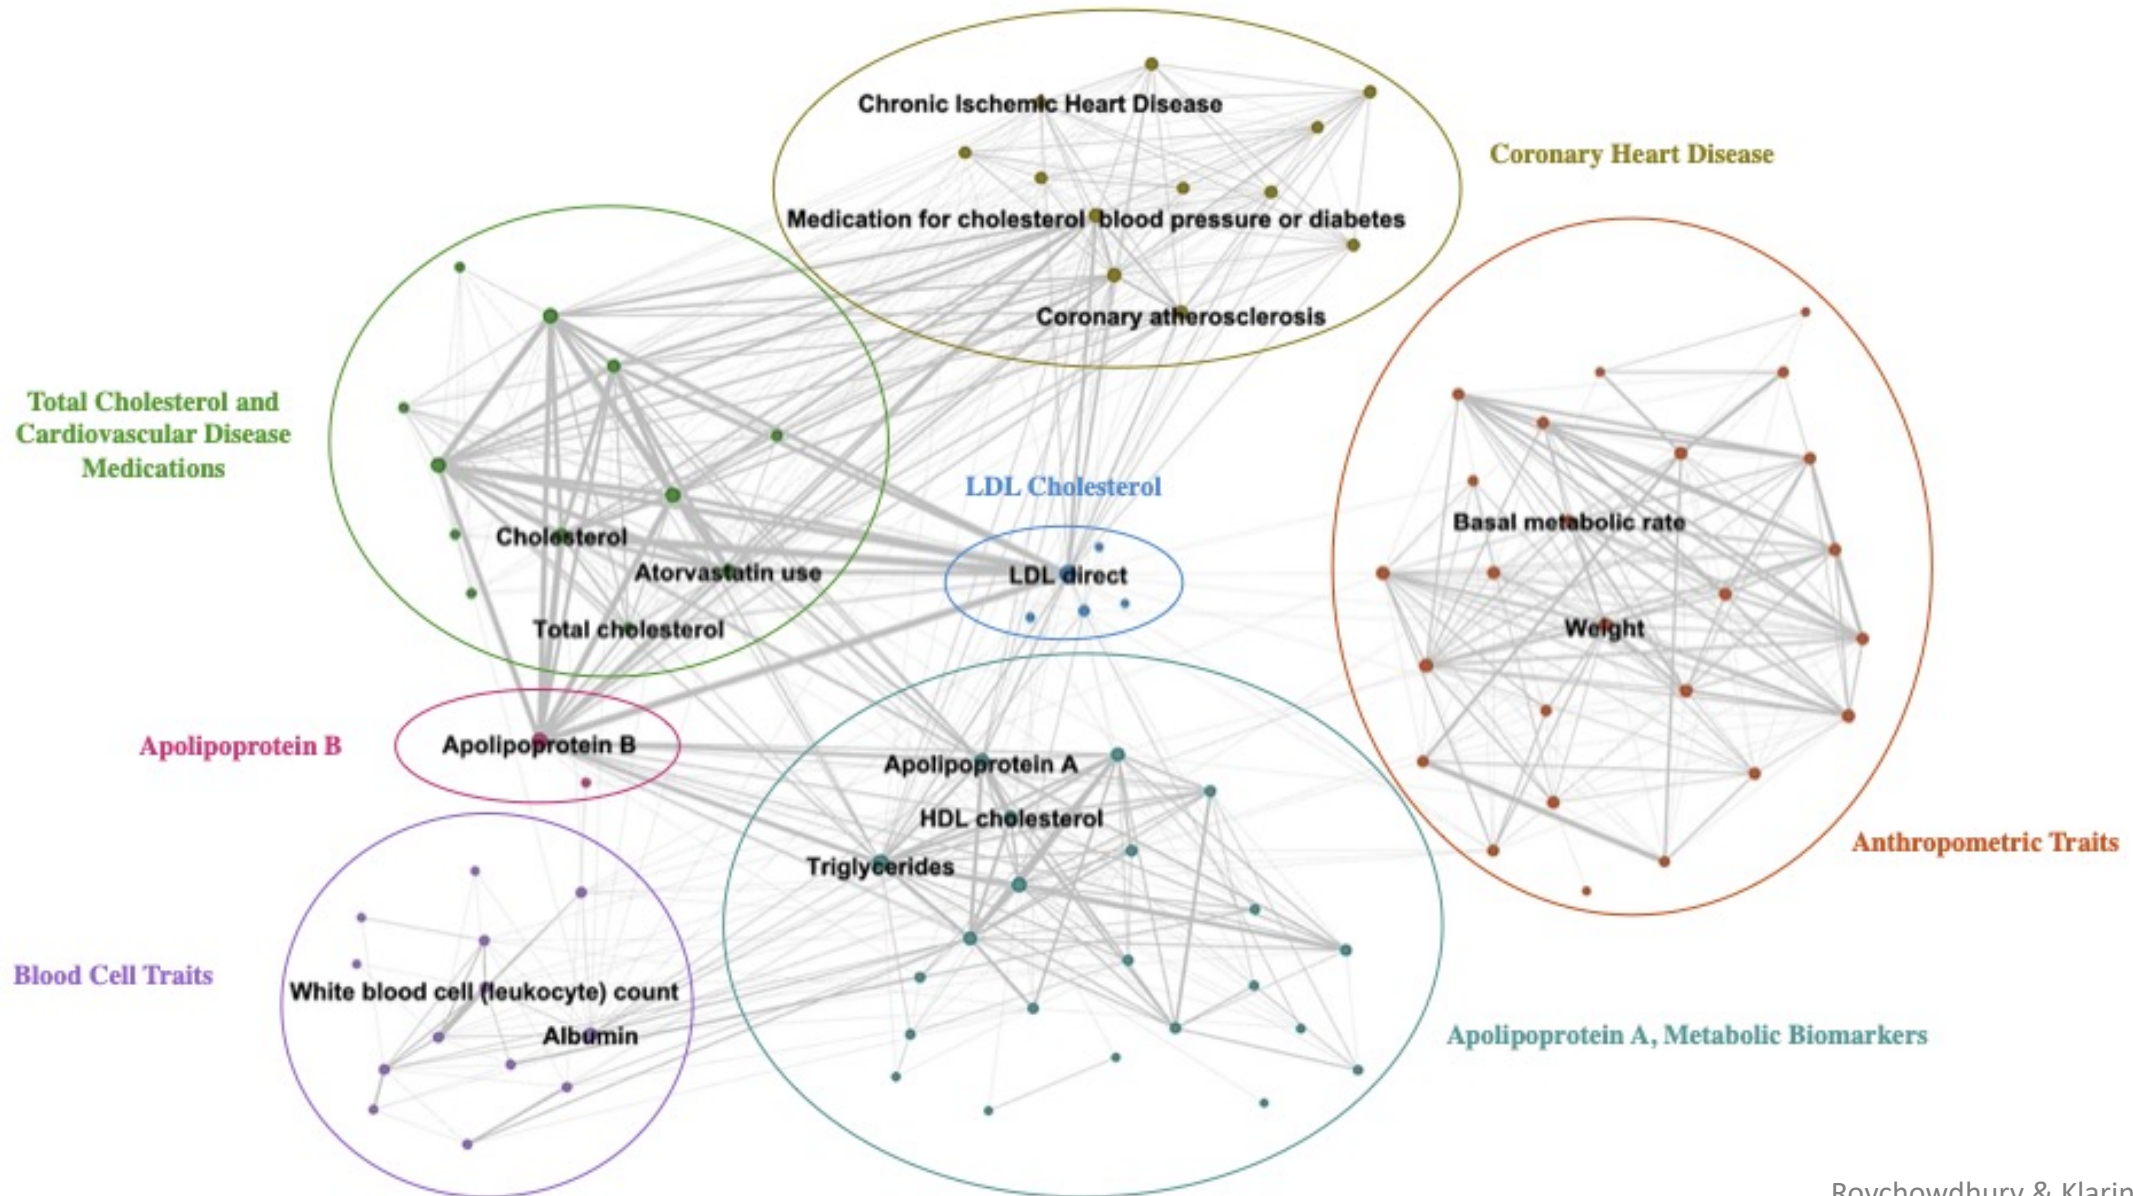 Chronic Ischemic Heart Disease
Coronary Heart Disease
Medication for cholesterol blood pressure or diabetes
Coronary atherosclerosis
Total Cholesterol and
Cardiovascular Disease
Medications
LDL Cholesterol
Basal metabolic rate
Cholesterol
Atorvastatin use
LDL direct
Total cholesterol
Weight
Apolipoprotein B
Apolipoprotein B
Apolipoprotein A
HDL cholesterol
Triglycerides
Anthropometric Traits
Blood Cell Traits
White blood cell (leukocyte) count
Albumin
Apolipoprotein A, Metabolic Biomarkers
Roychowdhury & Klarin